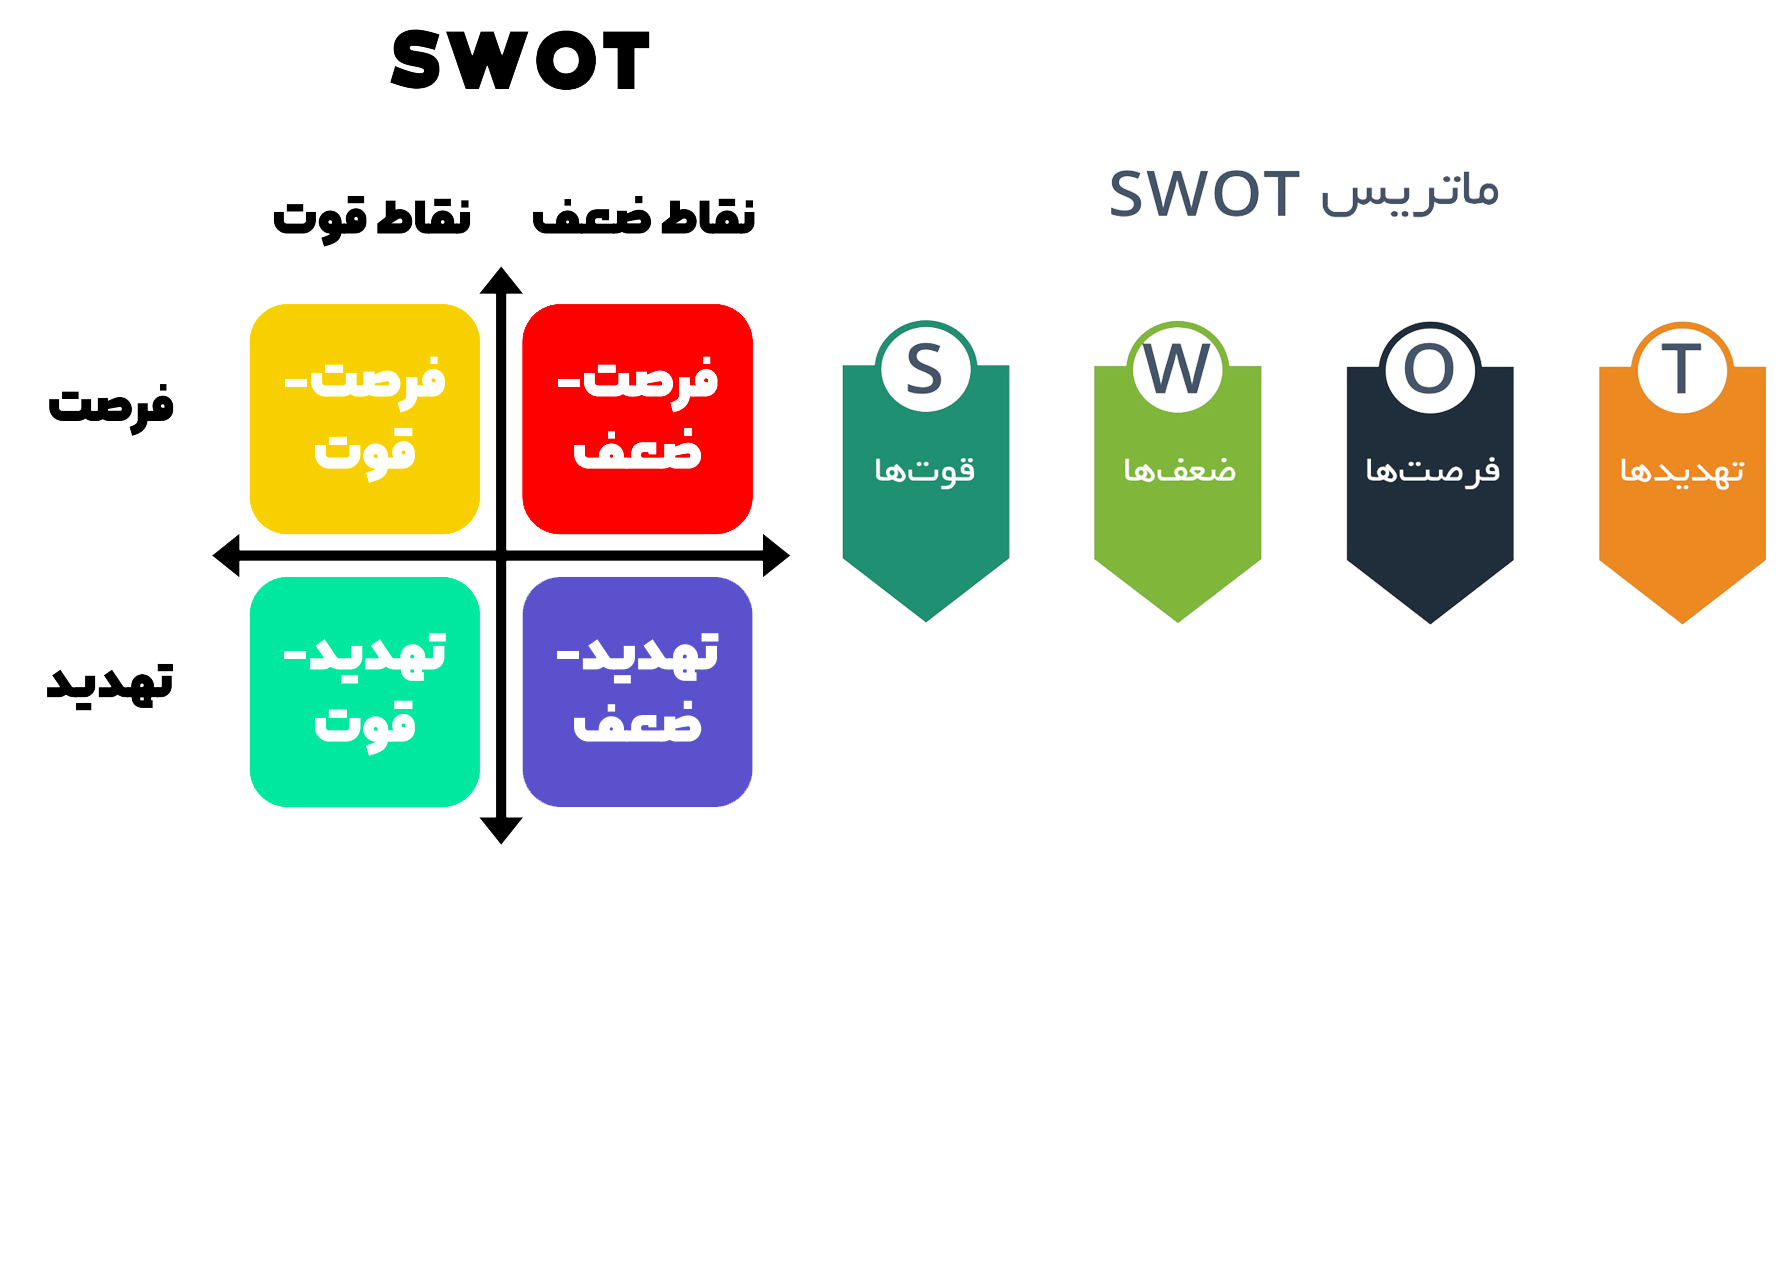 SWOT
نقاط قوت
نقاط ضعف
فرصت
فرصت-
قوت
فرصت-
ضعف
تهدید
تهدید-
قوت
تهدید-
ضعف
ماتریس SWOT
S
قوت‌ها
W
ضعف‌ها
O
فرصت‌ها
T
تهدیدها